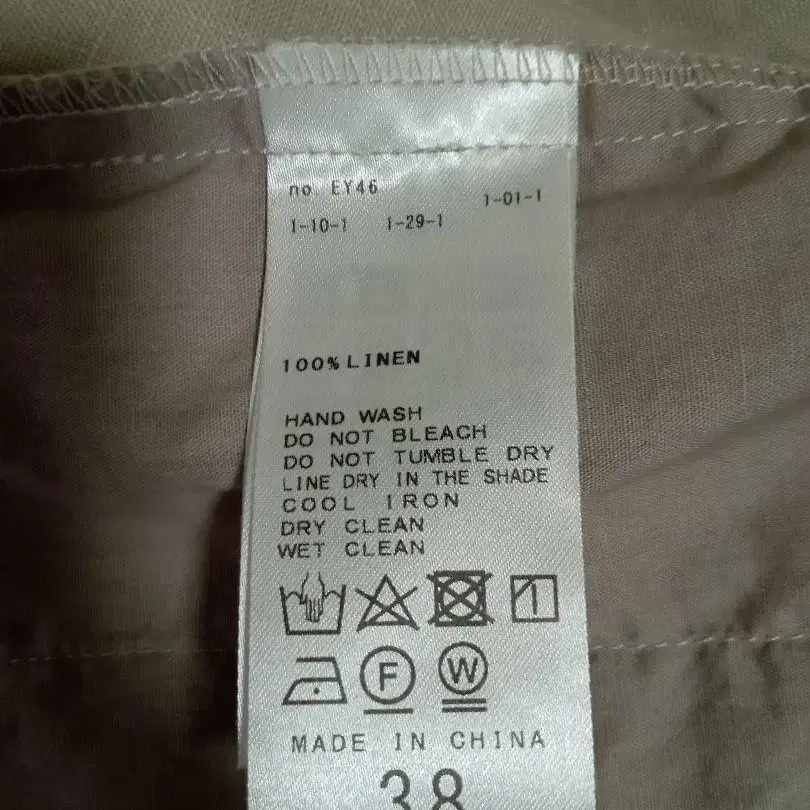 no. EY46
1-10-1 1-29-1 1-01-1
100% LINEN
HAND WASH
DO NOT BLEACH
DO NOT TUMBLE DRY
LINE DRY IN THE SHADE
COOL IRON
DRY CLEAN
WET CLEAN
F W
MADE IN CHINA
38